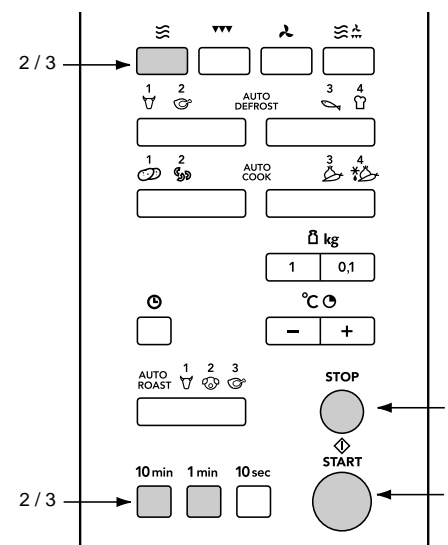 2 / 3
1 2 AUTO DEFROST 3 4
1 2 AUTO COOK 3 4
kg
1 0,1
°C
− +
AUTO ROAST 1 2 3
STOP
START
10 min 1 min 10 sec
2 / 3